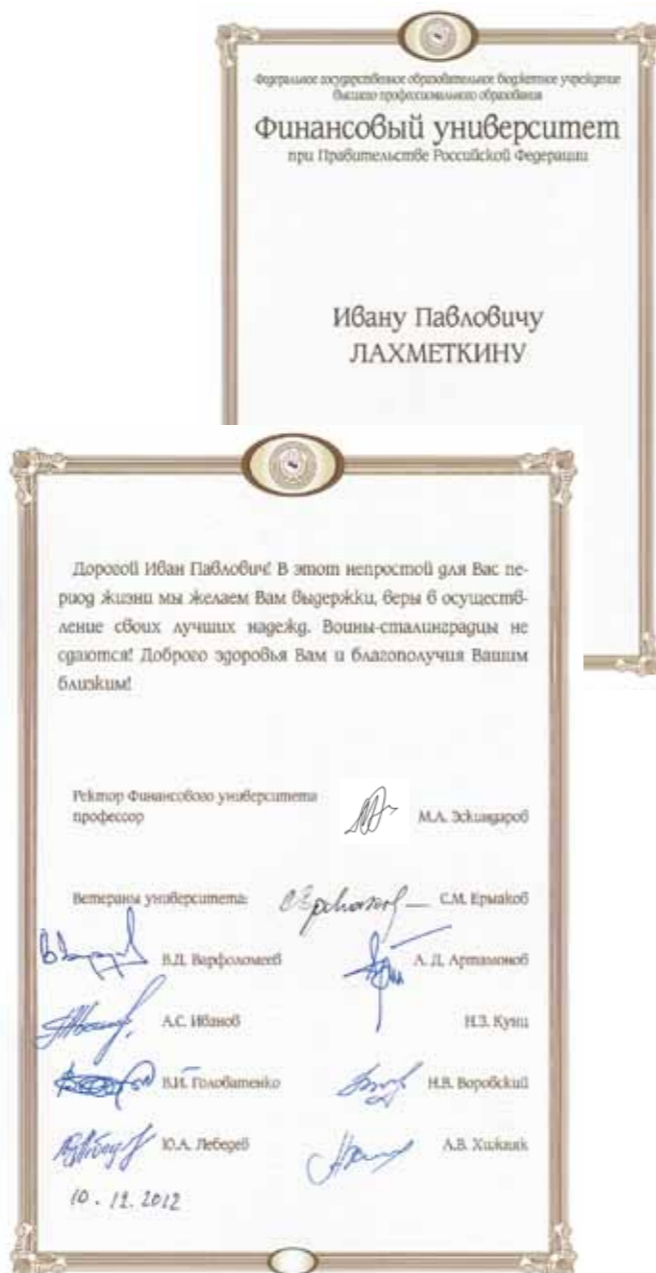 Федеральное государственное образовательное бюджетное учреждение
высшего профессионального образования
Финансовый университет
при Правительстве Российской Федерации
Ивану Павловичу
ЛАХМЕТКИНУ
Дорогой Иван Павлович! В этот непростой для Вас пе-
риод жизни мы желаем Вам выдержки, веры в осуществ-
ление своих лучших надежд. Воины-сталинградцы не
сдаются! Доброго здоровья Вам и благополучия Вашим
близким!
Ректор Финансового университета
профессор М.А. Эскиндаров
Ветераны университета: С.М. Ермаков
В.Д. Варфоломеев А. Д. Артамонов
А.С. Иванов Н.З. Кунц
В.И. Головатенко Н.В. Воровский
Ю.А. Лебедев А.В. Хижняк
10.12.2012